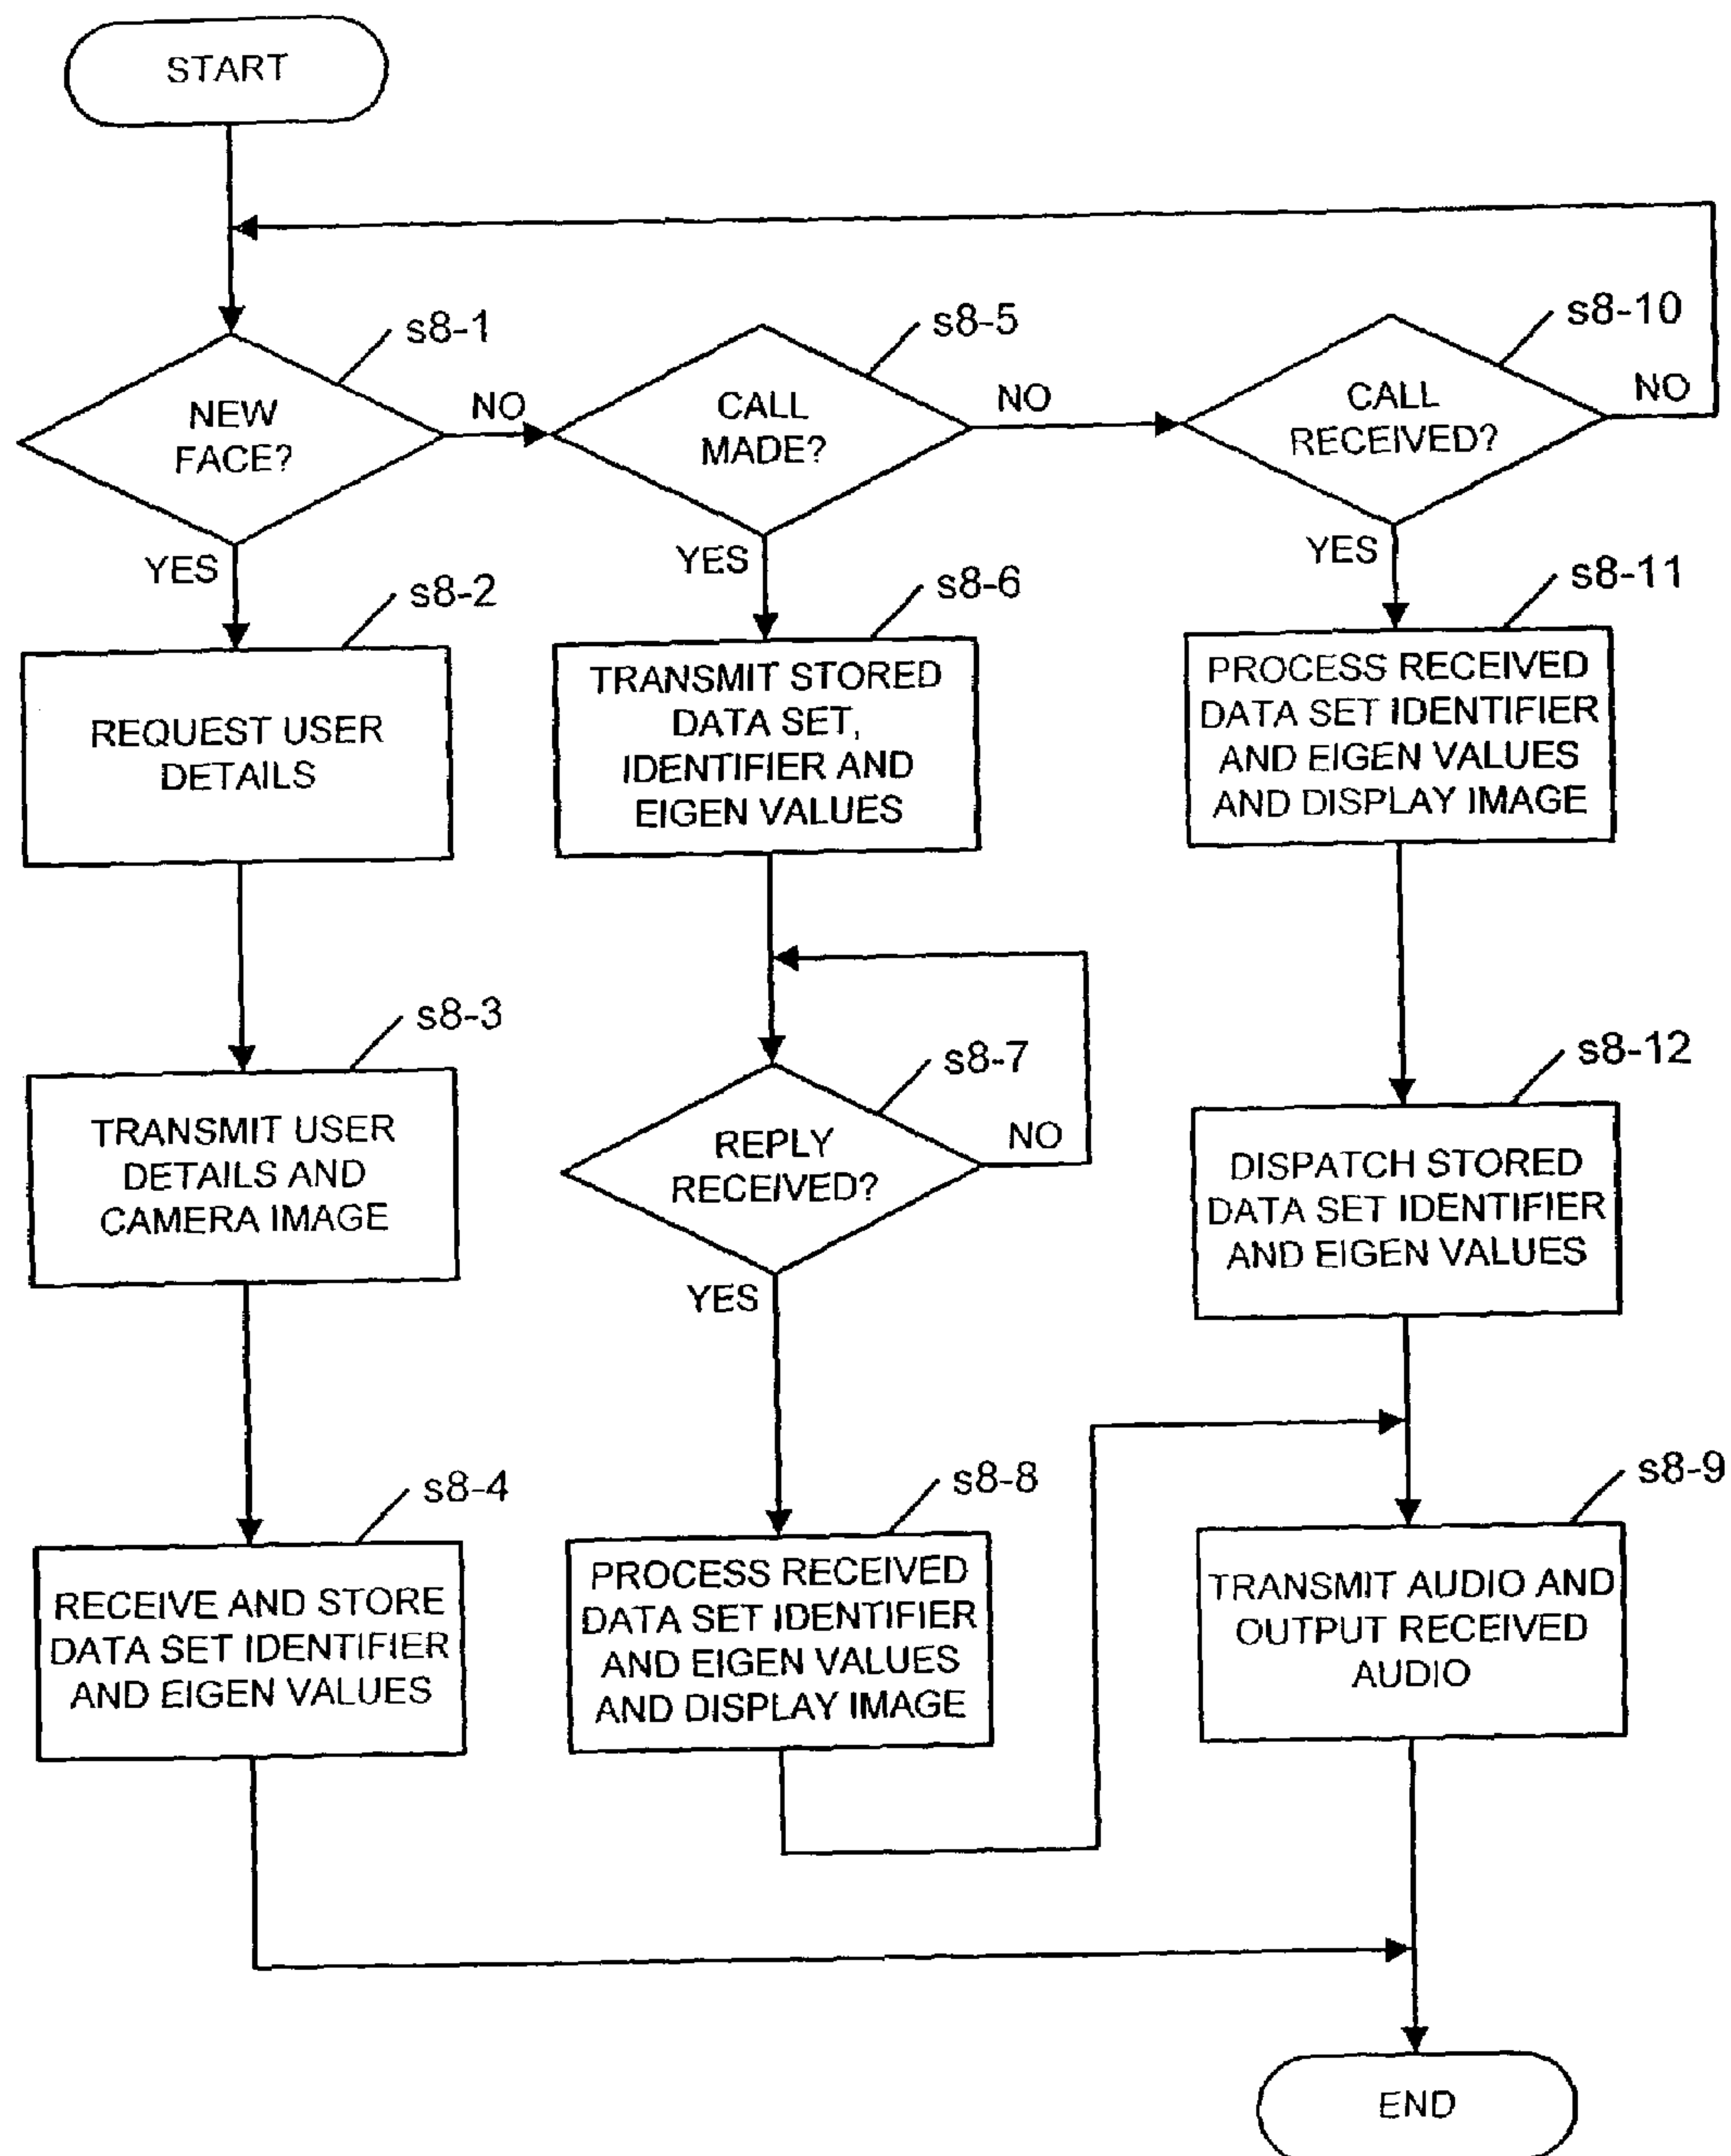 START
s8-1
NEW
FACE?
NO
YES
s8-5
CALL
MADE?
NO
YES
s8-10
CALL
RECEIVED?
NO
YES
s8-2
REQUEST USER
DETAILS
s8-6
TRANSMIT STORED
DATA SET,
IDENTIFIER AND
EIGEN VALUES
s8-11
PROCESS RECEIVED
DATA SET IDENTIFIER
AND EIGEN VALUES
AND DISPLAY IMAGE
s8-3
TRANSMIT USER
DETAILS AND
CAMERA IMAGE
s8-7
REPLY
RECEIVED?
NO
YES
s8-12
DISPATCH STORED
DATA SET IDENTIFIER
AND EIGEN VALUES
s8-4
RECEIVE AND STORE
DATA SET IDENTIFIER
AND EIGEN VALUES
s8-8
PROCESS RECEIVED
DATA SET IDENTIFIER
AND EIGEN VALUES
AND DISPLAY IMAGE
s8-9
TRANSMIT AUDIO AND
OUTPUT RECEIVED
AUDIO
END